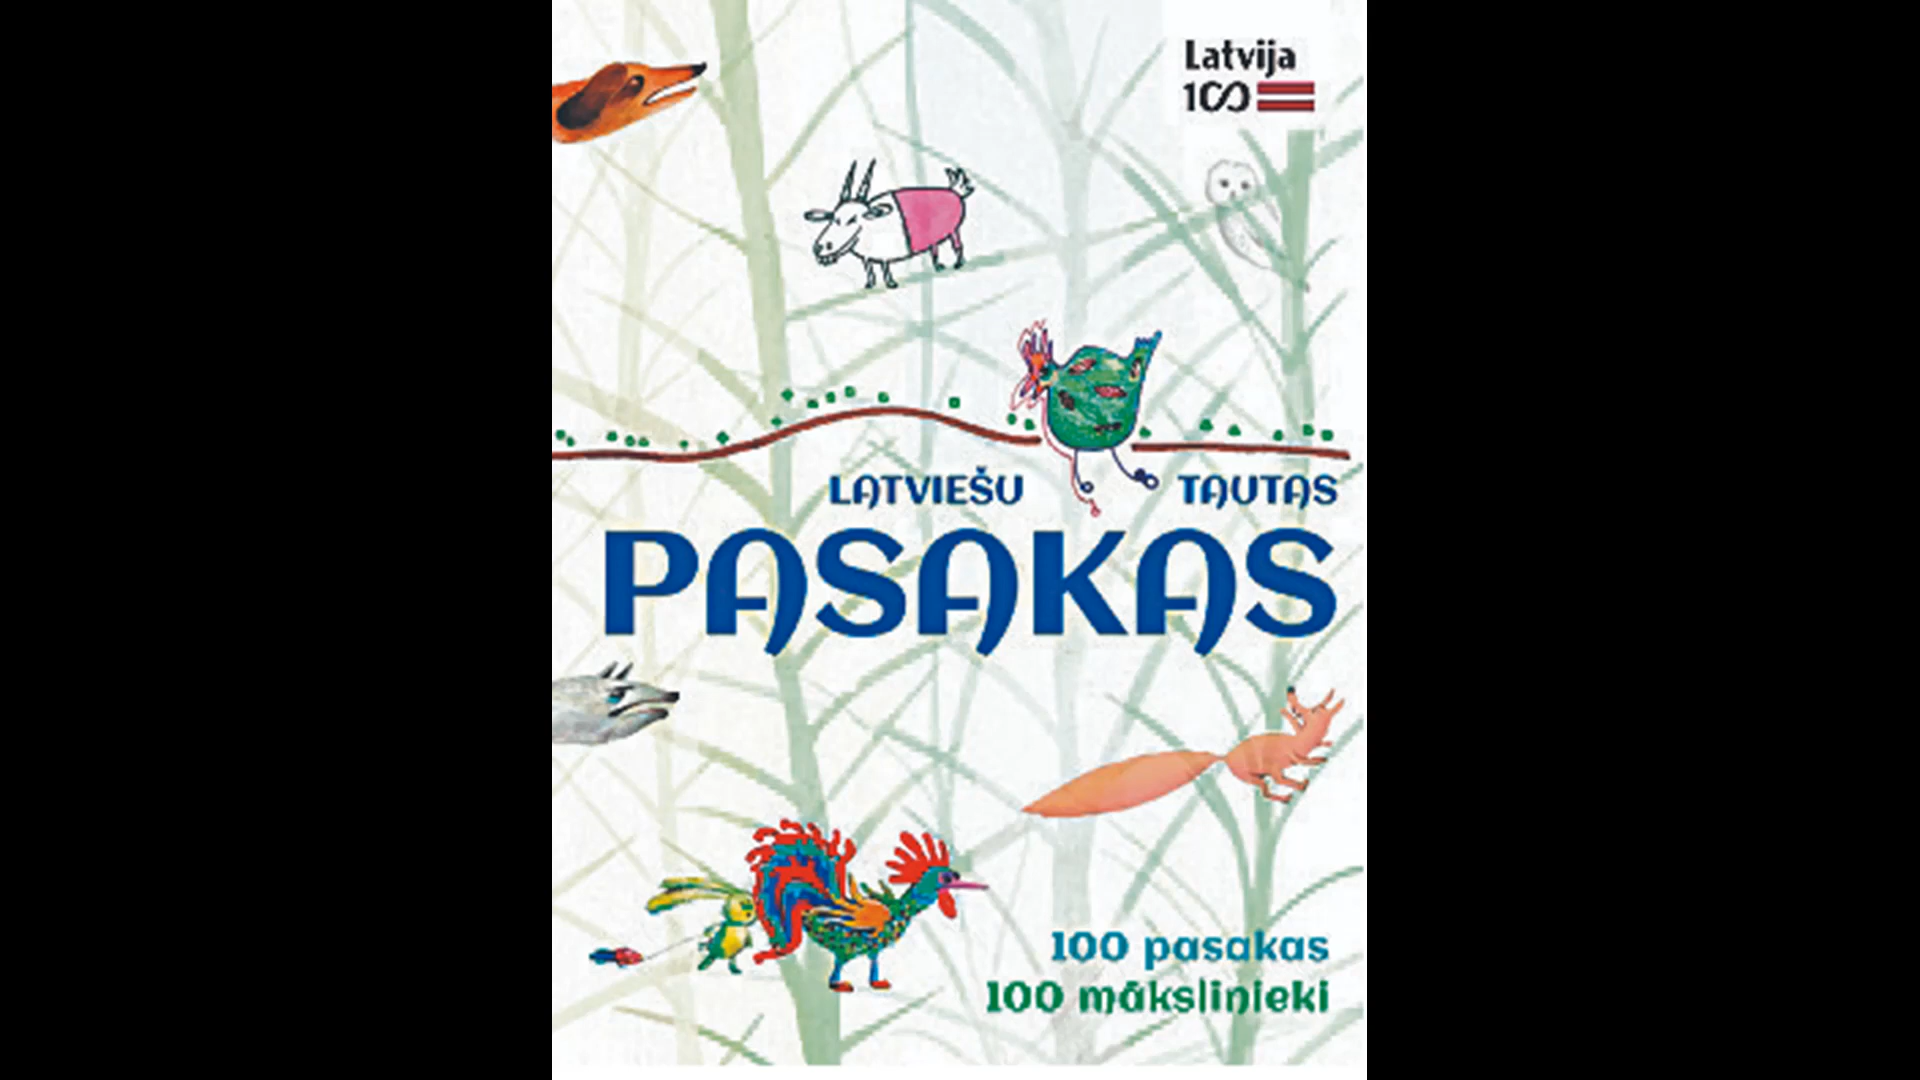 Latvija
100
LATVIEŠU TAUTAS
PASAKAS
100 pasakas
100 mākslinieki